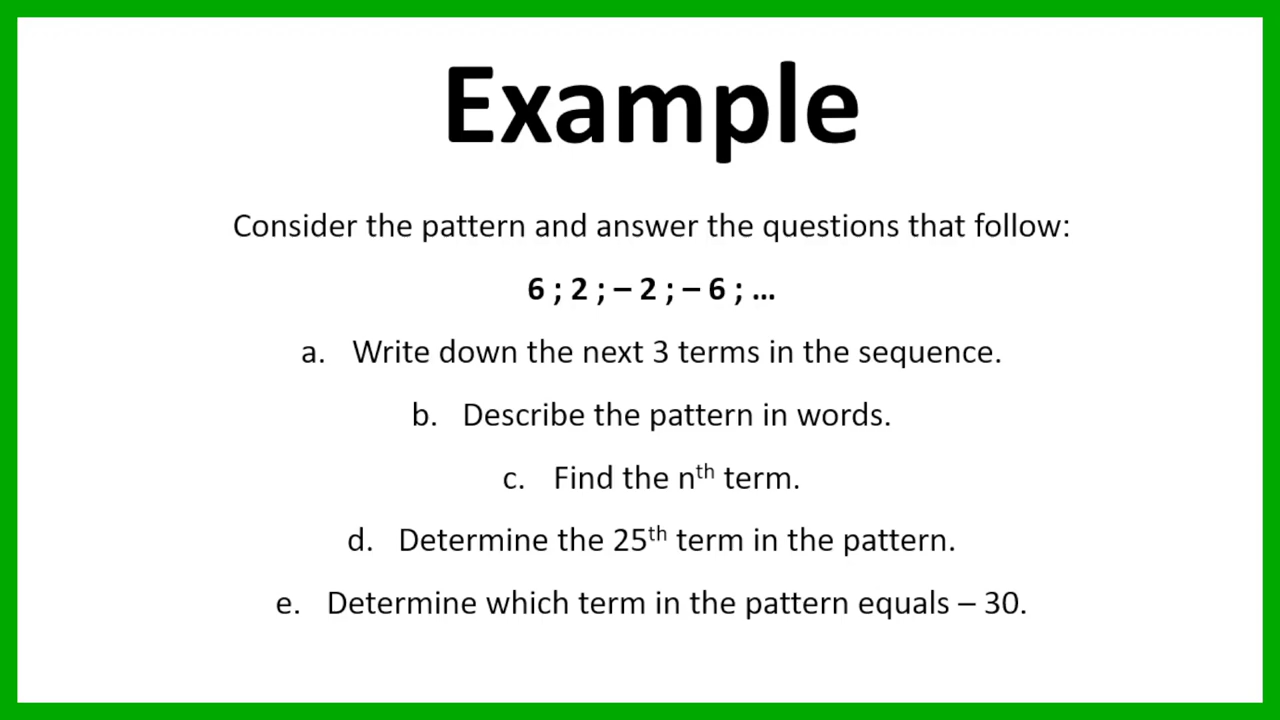 Example
Consider the pattern and answer the questions that follow:
6 ; 2 ; – 2 ; – 6 ; …
a. Write down the next 3 terms in the sequence.
b. Describe the pattern in words.
c. Find the nᵗʰ term.
d. Determine the 25ᵗʰ term in the pattern.
e. Determine which term in the pattern equals – 30.